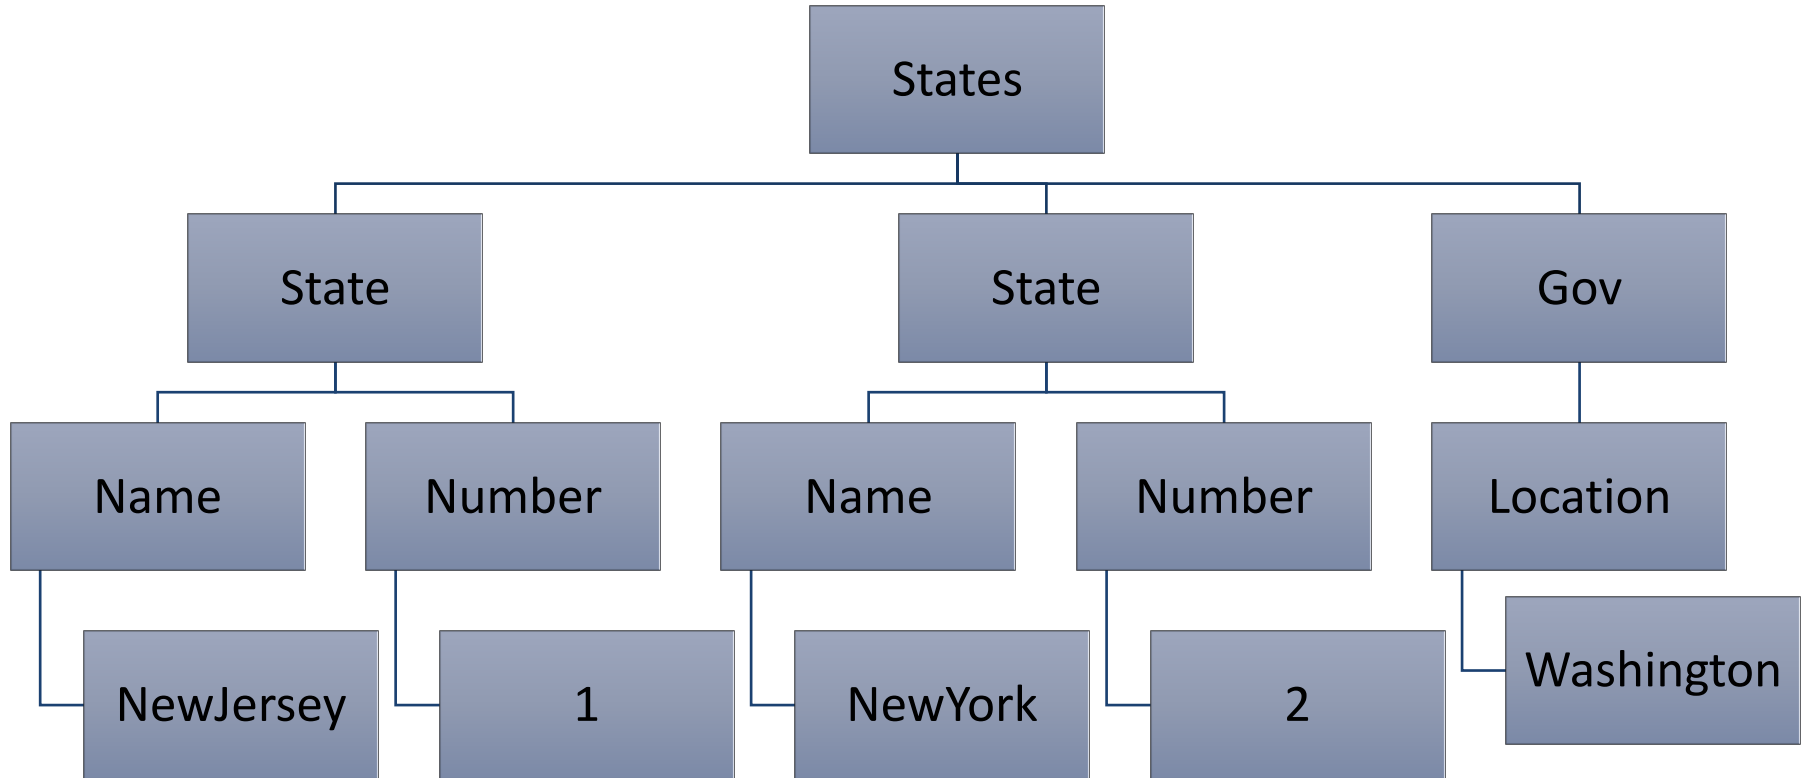 States
State
State
Gov
Name
Number
Name
Number
Location
NewJersey
1
NewYork
2
Washington